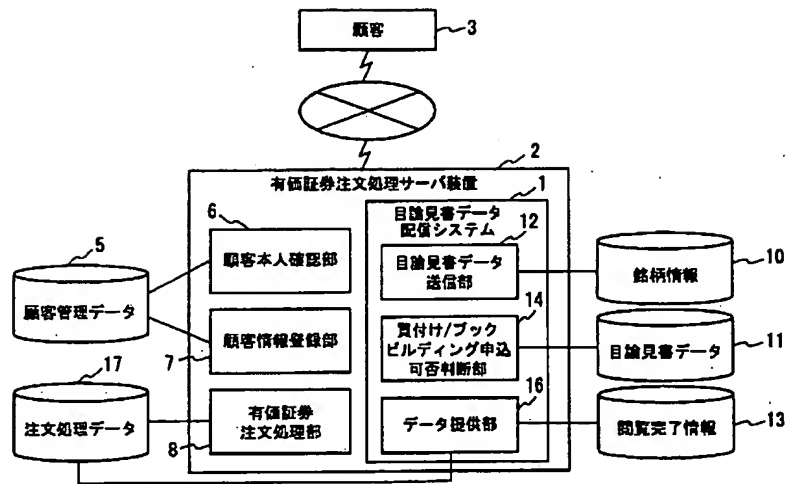 顧客
3
2
有価証券注文処理サーバ装置
1
目論見書データ
配信システム
6
顧客本人確認部
12
目論見書データ
送信部
5
顧客管理データ
10
銘柄情報
7
顧客情報登録部
14
買付け/ブック
ビルディング申込
可否判断部
11
目論見書データ
17
注文処理データ
8
有価証券
注文処理部
16
データ提供部
13
閲覧完了情報